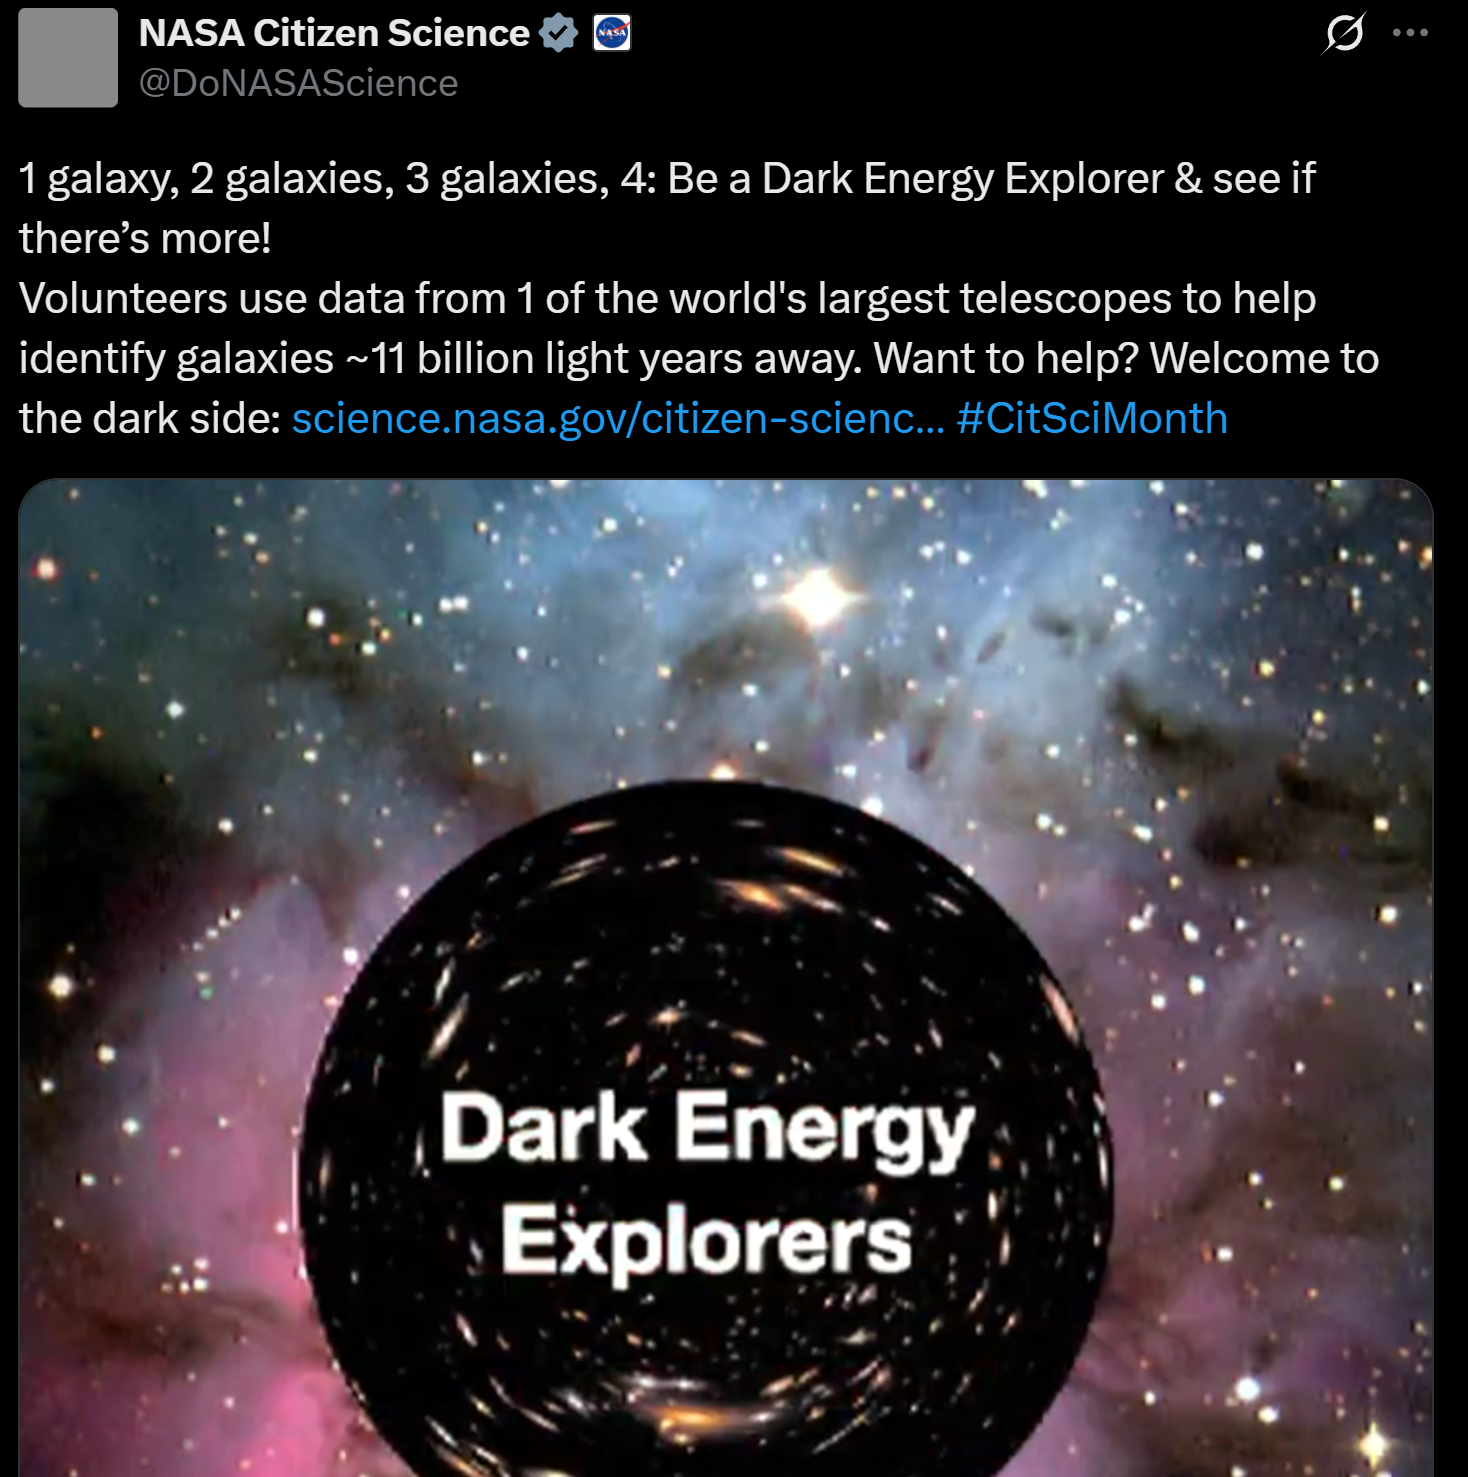 NASA Citizen Science
NASA
@DoNASAScience
1 galaxy, 2 galaxies, 3 galaxies, 4: Be a Dark Energy Explorer & see if
there’s more!
Volunteers use data from 1 of the world's largest telescopes to help
identify galaxies ~11 billion light years away. Want to help? Welcome to
the dark side: science.nasa.gov/citizen-scienc… #CitSciMonth
Dark Energy
Explorers